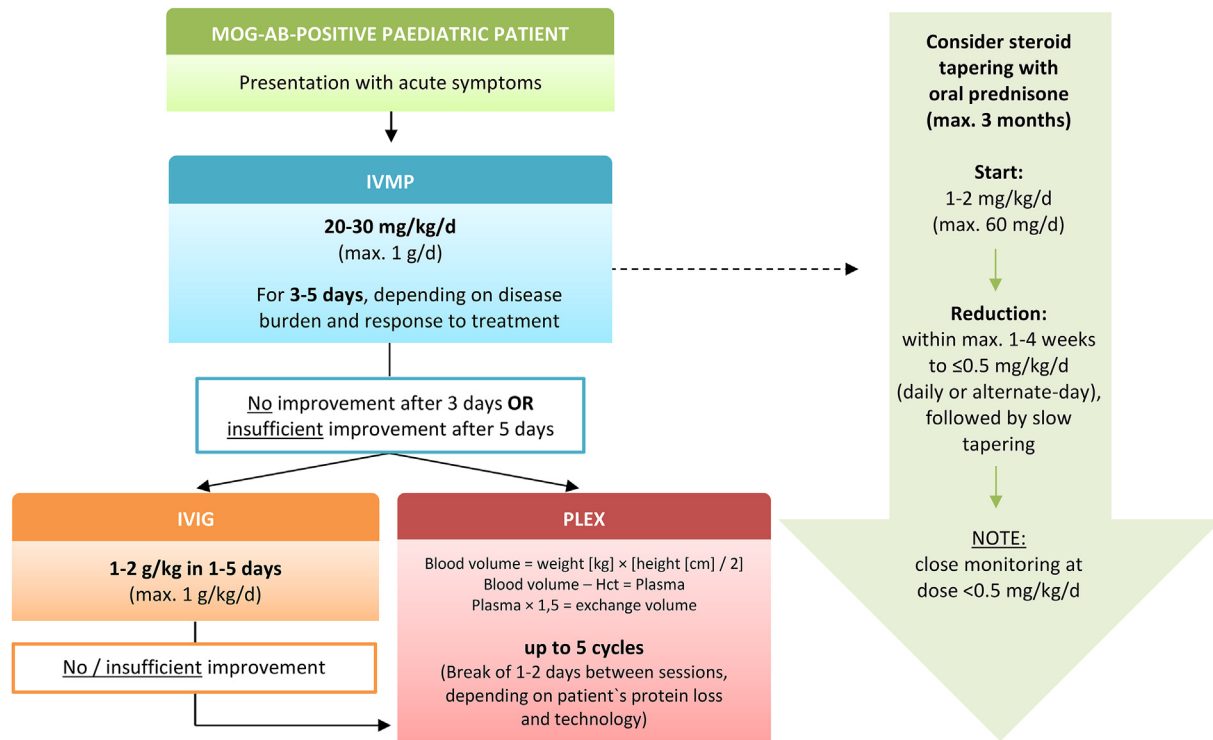 MOG-AB-POSITIVE PAEDIATRIC PATIENT
Presentation with acute symptoms
IVMP
20-30 mg/kg/d
(max. 1 g/d)
For 3-5 days, depending on disease
burden and response to treatment
No improvement after 3 days OR
insufficient improvement after 5 days
IVIG
1-2 g/kg in 1-5 days
(max. 1 g/kg/d)
No / insufficient improvement
PLEX
Blood volume = weight [kg] × [height [cm] / 2]
Blood volume – Hct = Plasma
Plasma × 1,5 = exchange volume
up to 5 cycles
(Break of 1-2 days between sessions,
depending on patient`s protein loss
and technology)
Consider steroid
tapering with
oral prednisone
(max. 3 months)
Start:
1-2 mg/kg/d
(max. 60 mg/d)
Reduction:
within max. 1-4 weeks
to ≤0.5 mg/kg/d
(daily or alternate-day),
followed by slow
tapering
NOTE:
close monitoring at
dose <0.5 mg/kg/d